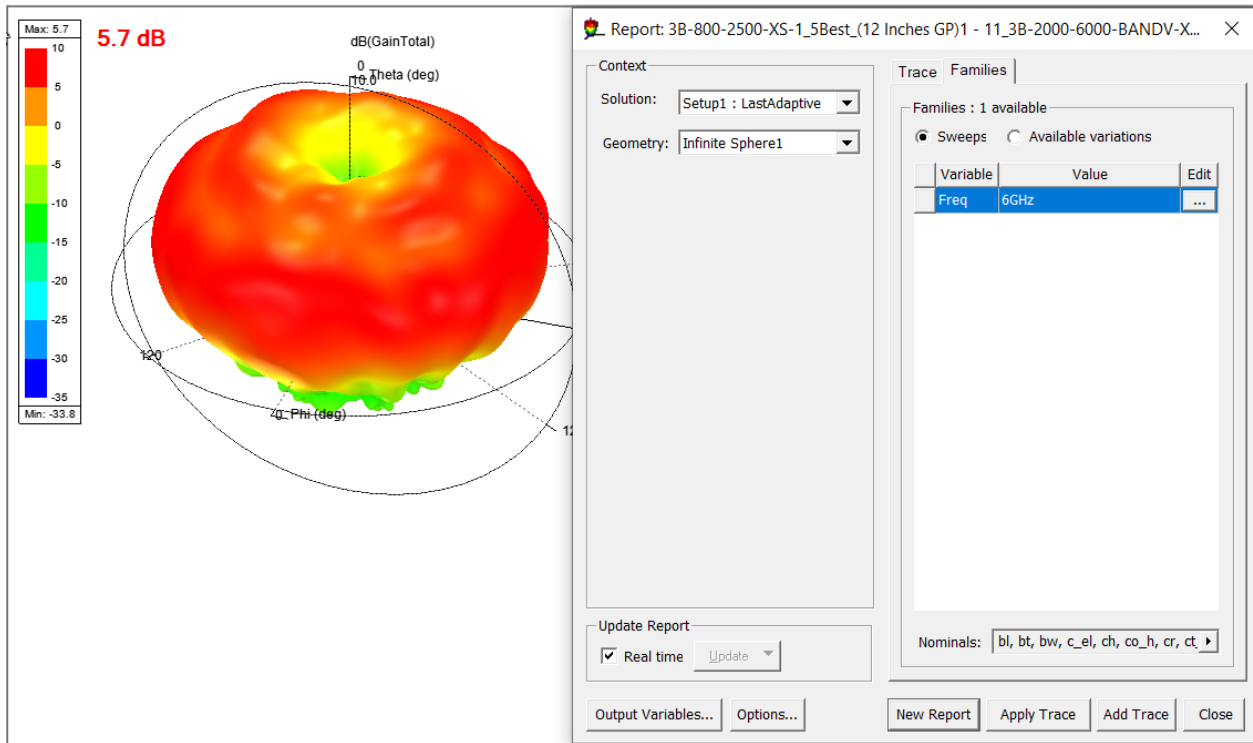 Max: 5.7
10
5
0
-5
-10
-15
-20
-25
-30
-35
Min: -33.8
5.7 dB
dB(GainTotal)
0
10.0
Theta (deg)
120
0
Phi (deg)
Report: 3B-800-2500-XS-1_5Best_(12 Inches GP)1 - 11_3B-2000-6000-BANDV-X...
Context
Solution:
Setup1 : LastAdaptive
Geometry:
Infinite Sphere1
Update Report
Real time
Update
Trace
Families
Families : 1 available
Sweeps
Available variations
Variable
Value
Edit
Freq
6GHz
...
Nominals:
bl, bt, bw, c_el, ch, co_h, cr, ct_
Output Variables...
Options...
New Report
Apply Trace
Add Trace
Close